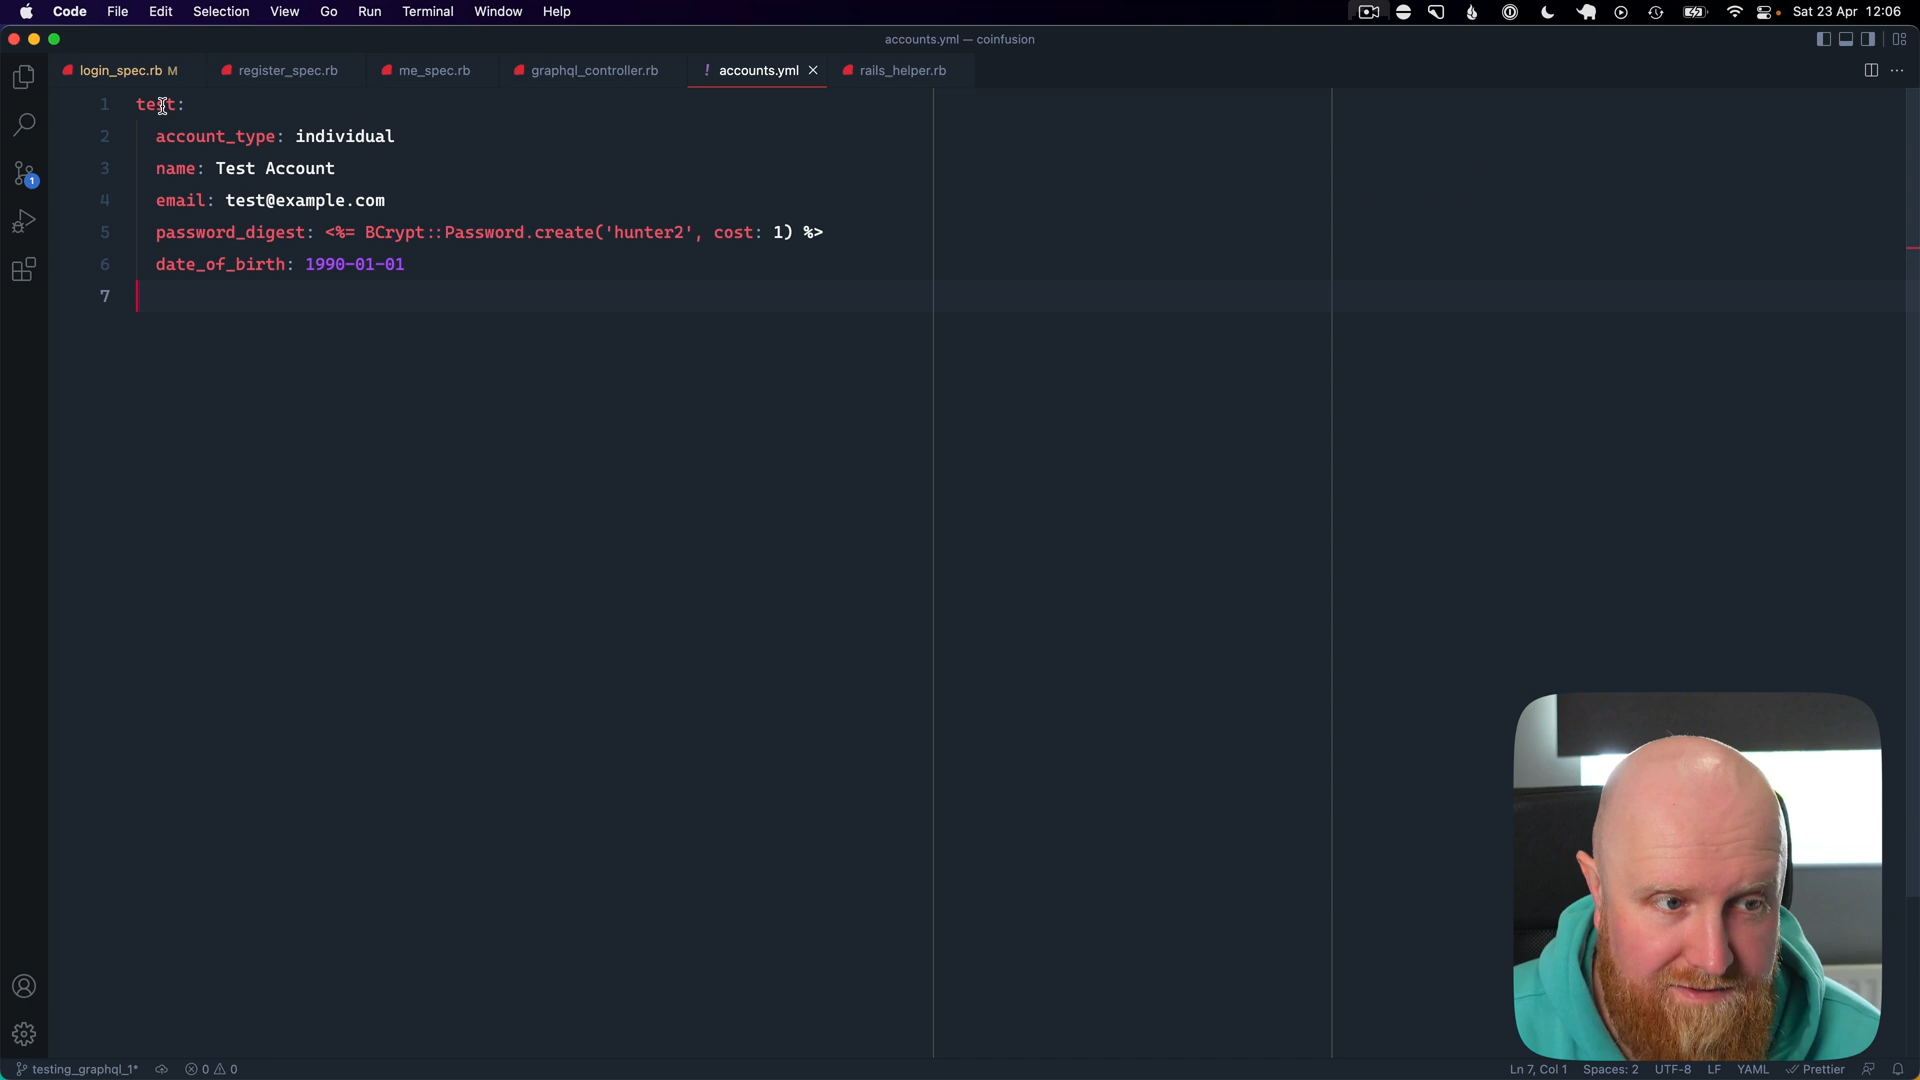 Code File Edit Selection View Go Run Terminal Window Help Sat 23 Apr 12:06
accounts.yml — coinfusion
login_spec.rb M register_spec.rb me_spec.rb graphql_controller.rb ! accounts.yml rails_helper.rb
1 test:
2 account_type: individual
3 name: Test Account
4 email: test@example.com
5 password_digest: <%= BCrypt::Password.create('hunter2', cost: 1) %>
6 date_of_birth: 1990-01-01
7
1
testing_graphql_1* 0 0 Ln 7, Col 1 Spaces: 2 UTF-8 LF YAML Prettier